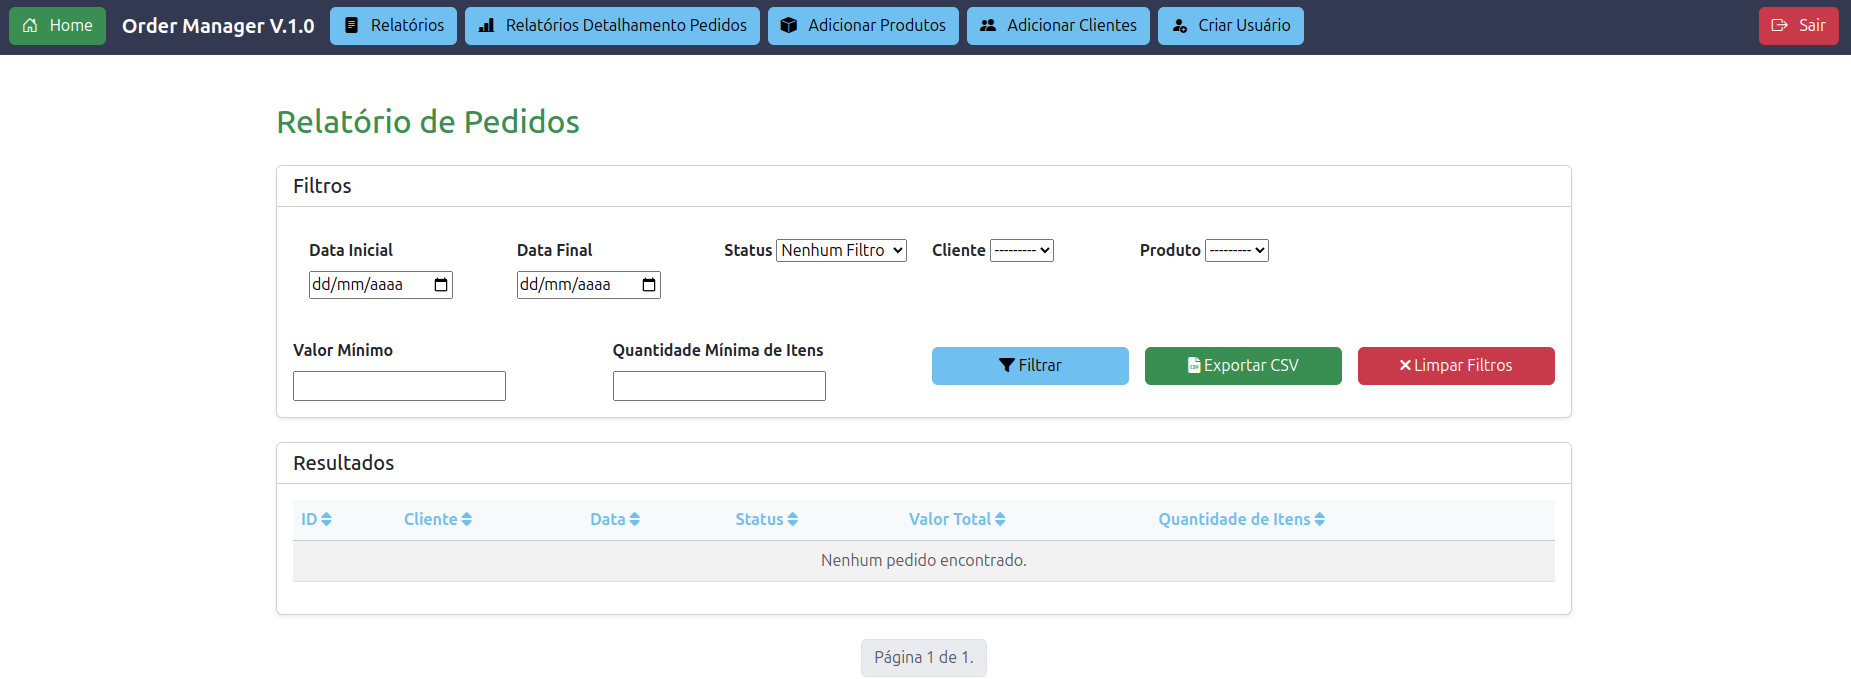 Home Order Manager V.1.0 Relatórios Relatórios Detalhamento Pedidos Adicionar Produtos Adicionar Clientes Criar Usuário Sair
Relatório de Pedidos
Filtros
Data Inicial Data Final Status Nenhum Filtro Cliente --------- Produto ---------
dd/mm/aaaa dd/mm/aaaa
Valor Mínimo Quantidade Mínima de Itens
Filtrar Exportar CSV Limpar Filtros
Resultados
ID Cliente Data Status Valor Total Quantidade de Itens
Nenhum pedido encontrado.
Página 1 de 1.